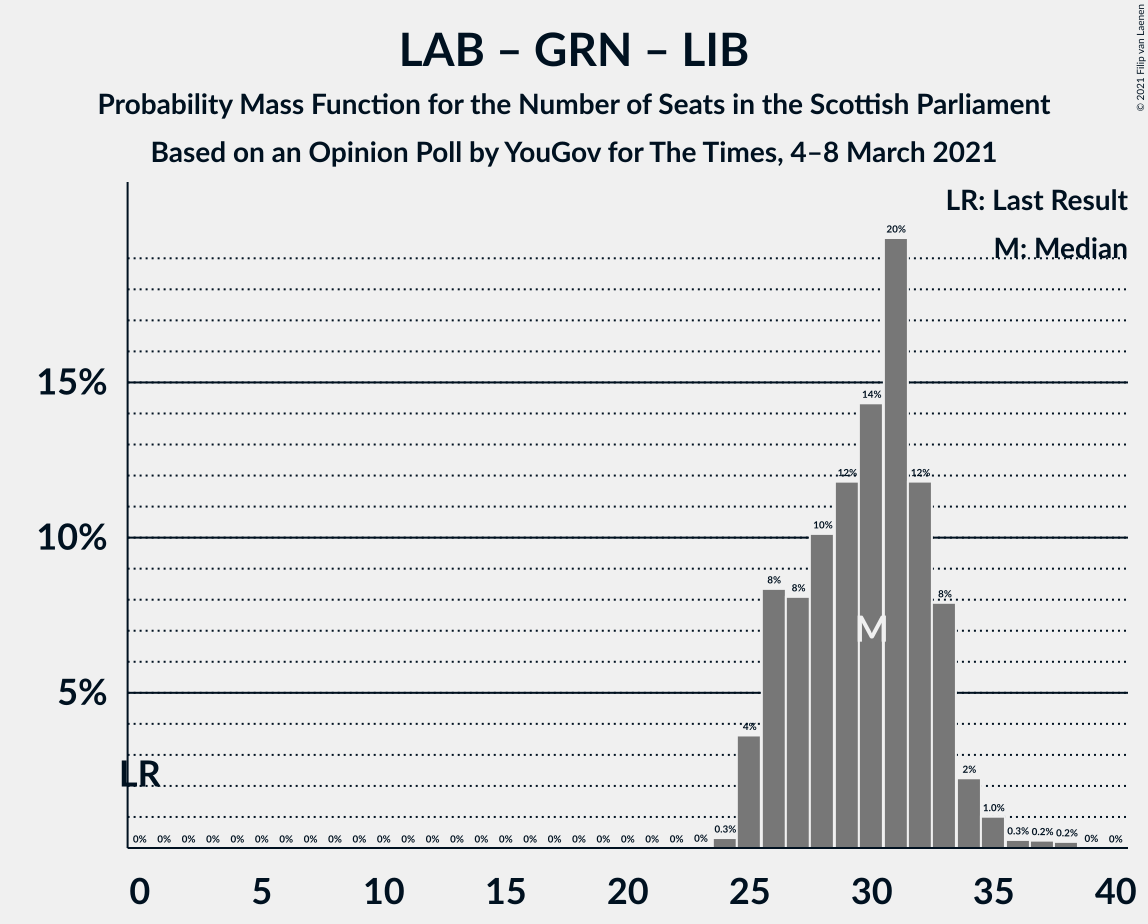 LAB – GRN – LIB
Probability Mass Function for the Number of Seats in the Scottish Parliament
Based on an Opinion Poll by YouGov for The Times, 4–8 March 2021
© 2021 Filip van Laenen
LR: Last Result
M: Median
15%
10%
5%
LR
M
0% 0% 0% 0% 0% 0% 0% 0% 0% 0% 0% 0% 0% 0% 0% 0% 0% 0% 0% 0% 0% 0% 0% 0% 0.3% 4% 8% 8% 10% 12% 14% 20% 12% 8% 2% 1.0% 0.3% 0.2% 0.2% 0% 0%
0 5 10 15 20 25 30 35 40